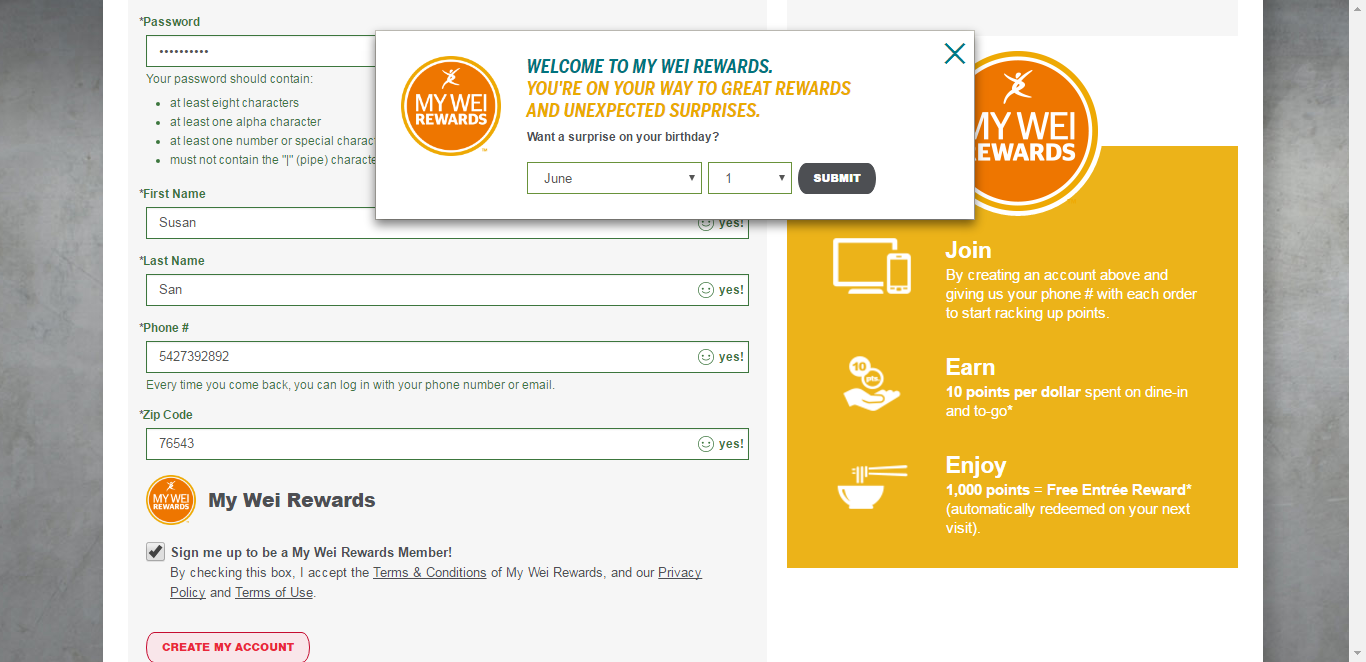 *Password
••••••••••
Your password should contain:
at least eight characters
at least one alpha character
at least one number or special charac
must not contain the "|" (pipe) characte
MY WEI
REWARDS
™
WELCOME TO MY WEI REWARDS.
YOU'RE ON YOUR WAY TO GREAT REWARDS
AND UNEXPECTED SURPRISES.
Want a surprise on your birthday?
June
1
SUBMIT
*First Name
Susan
yes!
*Last Name
San
yes!
*Phone #
5427392892
yes!
Every time you come back, you can log in with your phone number or email.
*Zip Code
76543
yes!
MY WEI
REWARDS
My Wei Rewards
Sign me up to be a My Wei Rewards Member!
By checking this box, I accept the Terms & Conditions of My Wei Rewards, and our Privacy
Policy and Terms of Use.
CREATE MY ACCOUNT
MY WEI
REWARDS
Join
By creating an account above and
giving us your phone # with each order
to start racking up points.
10
pts.
Earn
10 points per dollar spent on dine-in
and to-go*
Enjoy
1,000 points = Free Entrée Reward*
(automatically redeemed on your next
visit).